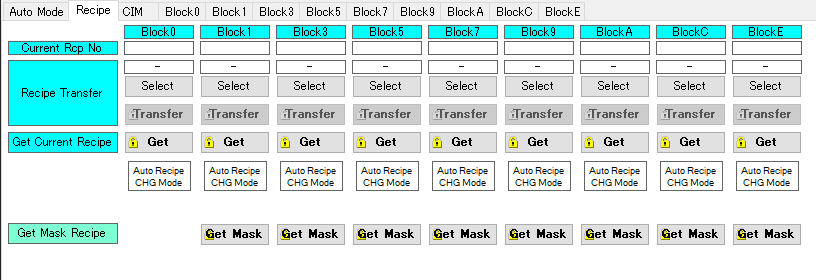 Auto Mode Recipe CIM Block0 Block1 Block3 Block5 Block7 Block9 BlockA BlockC BlockE
Block0 Block1 Block3 Block5 Block7 Block9 BlockA BlockC BlockE
Current Rcp No
- - - - - - - - -
Recipe Transfer Select Select Select Select Select Select Select Select Select
Transfer Transfer Transfer Transfer Transfer Transfer Transfer Transfer Transfer
Get Current Recipe Get Get Get Get Get Get Get Get Get
Auto Recipe Auto Recipe Auto Recipe Auto Recipe Auto Recipe Auto Recipe Auto Recipe Auto Recipe Auto Recipe
CHG Mode CHG Mode CHG Mode CHG Mode CHG Mode CHG Mode CHG Mode CHG Mode CHG Mode
Get Mask Recipe Get Mask Get Mask Get Mask Get Mask Get Mask Get Mask Get Mask Get Mask